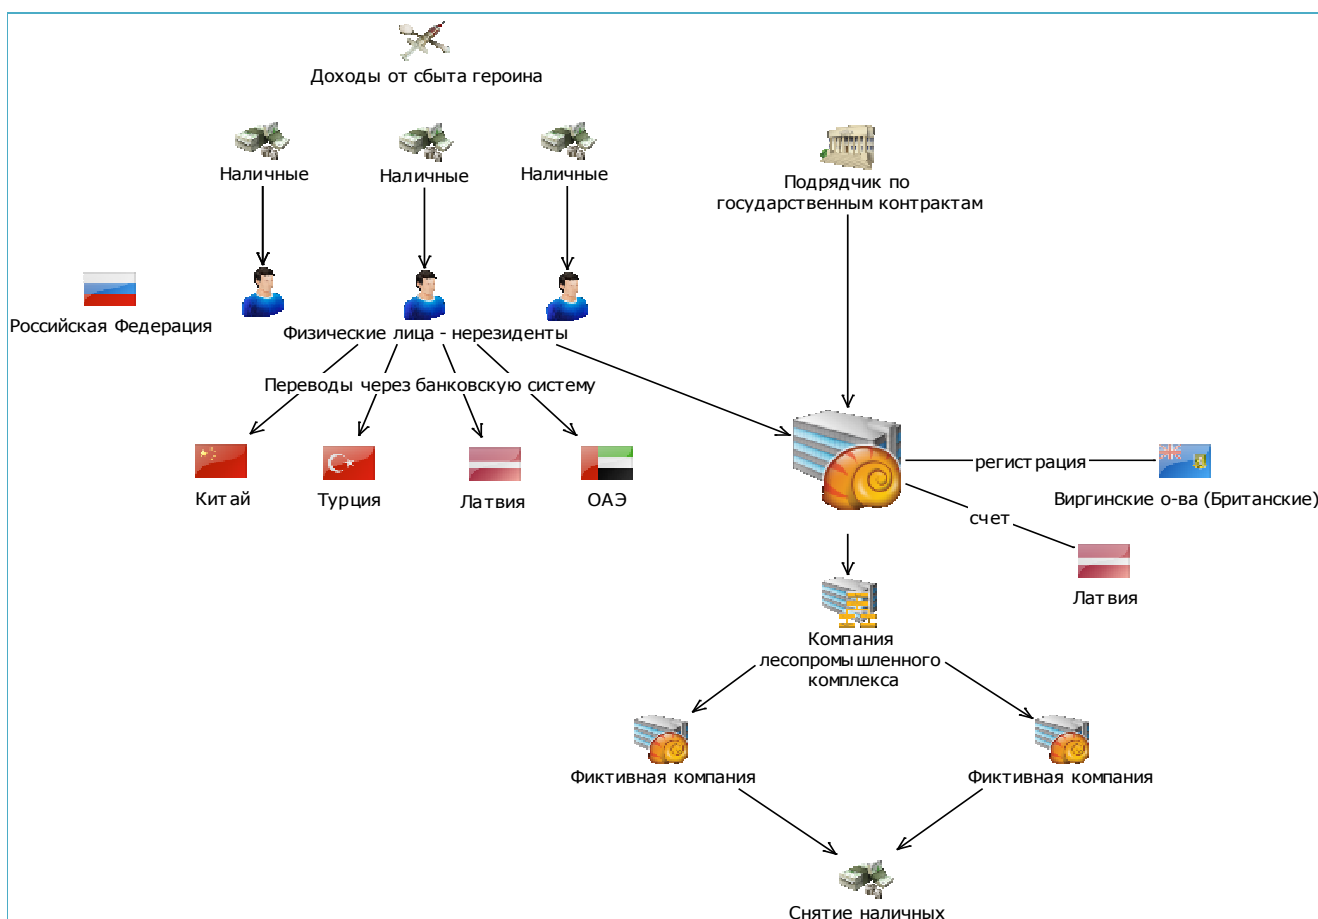 Доходы от сбыта героина
Наличные
Наличные
Наличные
Подрядчик по
государственным контрактам
Российская Федерация
Физические лица - нерезиденты
Переводы через банковскую систему
Китай
Турция
Латвия
ОАЭ
регистрация
Виргинские о-ва (Британские)
счет
Латвия
Компания
лесопромышленного
комплекса
Фиктивная компания
Фиктивная компания
Снятие наличных